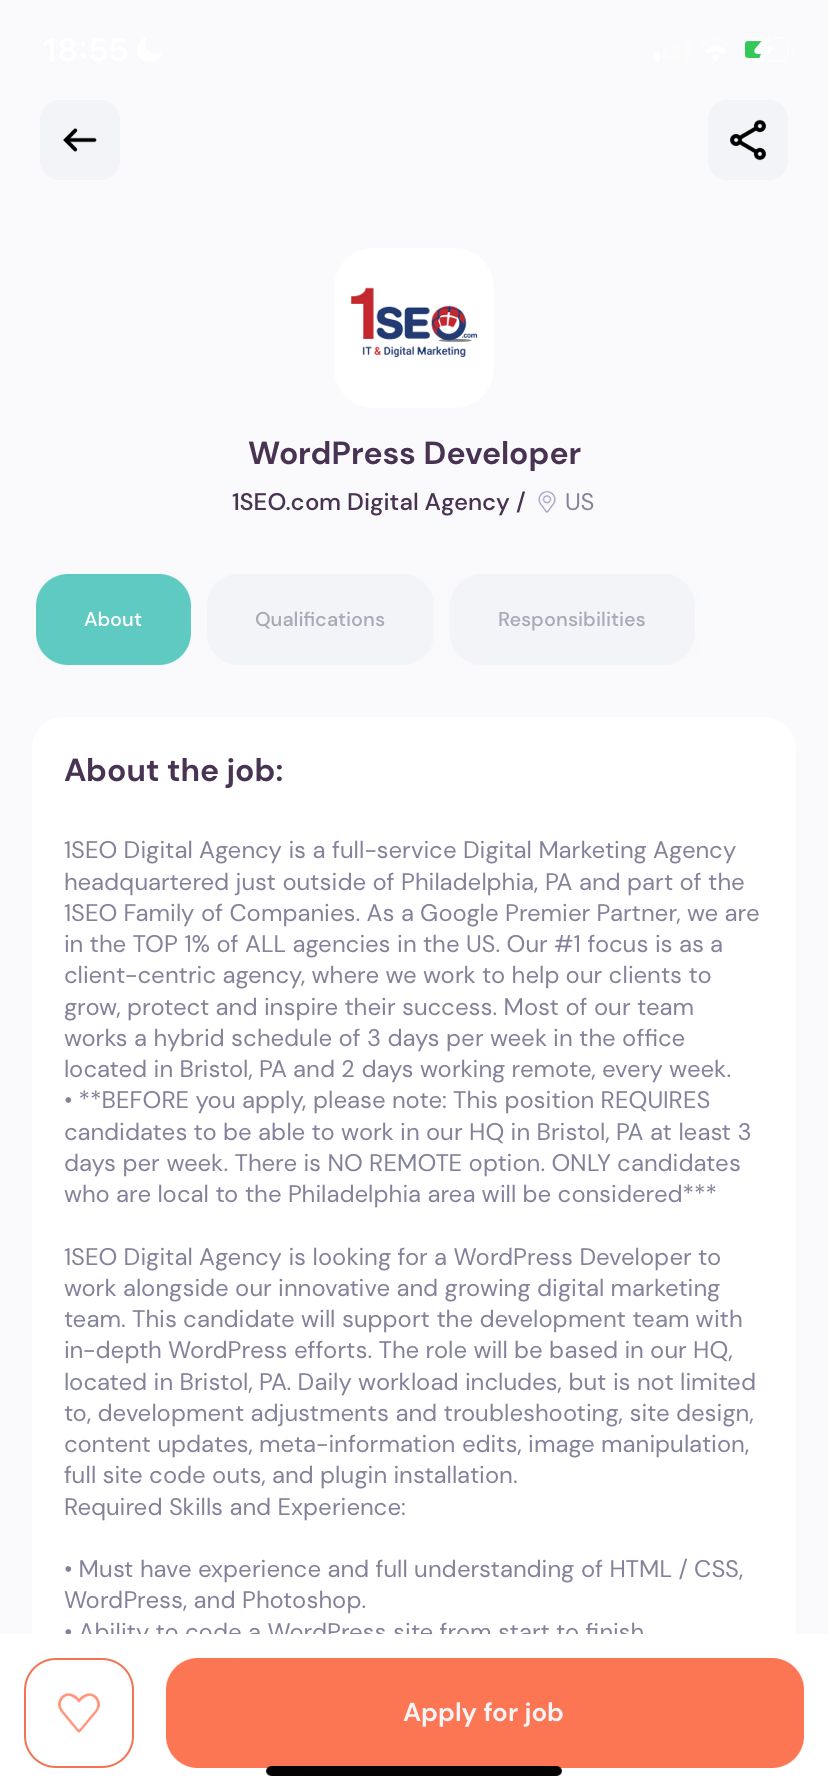 18:55
1SEO.com
IT & Digital Marketing
WordPress Developer
1SEO.com Digital Agency / US
About
Qualifications
Responsibilities
About the job:
1SEO Digital Agency is a full-service Digital Marketing Agency
headquartered just outside of Philadelphia, PA and part of the
1SEO Family of Companies. As a Google Premier Partner, we are
in the TOP 1% of ALL agencies in the US. Our #1 focus is as a
client-centric agency, where we work to help our clients to
grow, protect and inspire their success. Most of our team
works a hybrid schedule of 3 days per week in the office
located in Bristol, PA and 2 days working remote, every week.
• **BEFORE you apply, please note: This position REQUIRES
candidates to be able to work in our HQ in Bristol, PA at least 3
days per week. There is NO REMOTE option. ONLY candidates
who are local to the Philadelphia area will be considered***
1SEO Digital Agency is looking for a WordPress Developer to
work alongside our innovative and growing digital marketing
team. This candidate will support the development team with
in-depth WordPress efforts. The role will be based in our HQ,
located in Bristol, PA. Daily workload includes, but is not limited
to, development adjustments and troubleshooting, site design,
content updates, meta-information edits, image manipulation,
full site code outs, and plugin installation.
Required Skills and Experience:
• Must have experience and full understanding of HTML / CSS,
WordPress, and Photoshop.
• Ability to code a WordPress site from start to finish
Apply for job